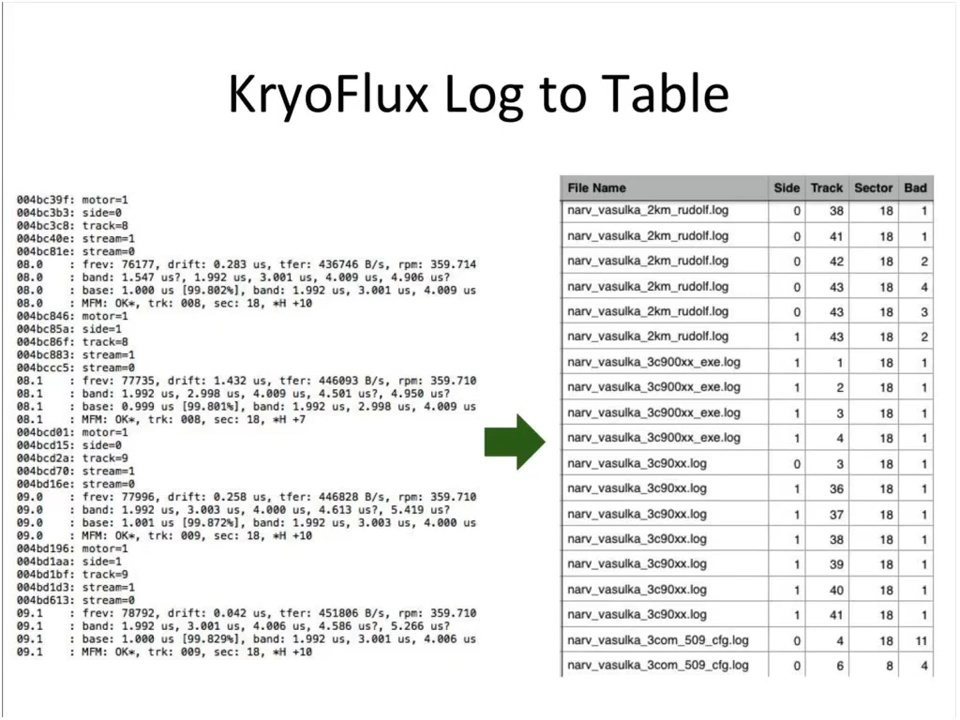 KryoFlux Log to Table
004bc39f: motor=1
004bc3b3: side=0
004bc3c8: track=8
004bc40e: stream=1
004bc81e: stream=0
08.0 : frev: 76177, drift: 0.283 us, tfer: 436746 B/s, rpm: 359.714
08.0 : band: 1.547 us?, 1.992 us, 3.001 us, 4.009 us, 4.906 us?
08.0 : base: 1.000 us [99.802%], band: 1.992 us, 3.001 us, 4.009 us
08.0 : MFM: OK*, trk: 008, sec: 18, *H +10
004bc846: motor=1
004bc85a: side=1
004bc86f: track=8
004bc883: stream=1
004bccc5: stream=0
08.1 : frev: 77735, drift: 1.432 us, tfer: 446093 B/s, rpm: 359.710
08.1 : band: 1.992 us, 2.998 us, 4.009 us, 4.501 us?, 4.950 us?
08.1 : base: 0.999 us [99.801%], band: 1.992 us, 2.998 us, 4.009 us
08.1 : MFM: OK*, trk: 008, sec: 18, *H +7
004bcd01: motor=1
004bcd15: side=0
004bcd2a: track=9
004bcd70: stream=1
004bd16e: stream=0
09.0 : frev: 77996, drift: 0.258 us, tfer: 446828 B/s, rpm: 359.710
09.0 : band: 1.992 us, 3.003 us, 4.000 us, 4.613 us?, 5.419 us?
09.0 : base: 1.001 us [99.872%], band: 1.992 us, 3.003 us, 4.000 us
09.0 : MFM: OK*, trk: 009, sec: 18, *H +10
004bd196: motor=1
004bd1aa: side=1
004bd1bf: track=9
004bd1d3: stream=1
004bd613: stream=0
09.1 : frev: 78792, drift: 0.042 us, tfer: 451806 B/s, rpm: 359.710
09.1 : band: 1.992 us, 3.001 us, 4.006 us, 4.586 us?, 5.266 us?
09.1 : base: 1.000 us [99.829%], band: 1.992 us, 3.001 us, 4.006 us
09.1 : MFM: OK*, trk: 009, sec: 18, *H +10
File Name Side Track Sector Bad
narv_vasulka_2km_rudolf.log 0 38 18 1
narv_vasulka_2km_rudolf.log 0 41 18 1
narv_vasulka_2km_rudolf.log 0 42 18 2
narv_vasulka_2km_rudolf.log 0 43 18 4
narv_vasulka_2km_rudolf.log 0 43 18 3
narv_vasulka_2km_rudolf.log 1 43 18 2
narv_vasulka_3c900xx_exe.log 1 1 18 1
narv_vasulka_3c900xx_exe.log 1 2 18 1
narv_vasulka_3c900xx_exe.log 1 3 18 1
narv_vasulka_3c900xx_exe.log 1 4 18 1
narv_vasulka_3c90xx.log 0 3 18 1
narv_vasulka_3c90xx.log 1 36 18 1
narv_vasulka_3c90xx.log 1 37 18 1
narv_vasulka_3c90xx.log 1 38 18 1
narv_vasulka_3c90xx.log 1 39 18 1
narv_vasulka_3c90xx.log 1 40 18 1
narv_vasulka_3c90xx.log 1 41 18 1
narv_vasulka_3com_509_cfg.log 0 4 18 11
narv_vasulka_3com_509_cfg.log 0 6 8 4